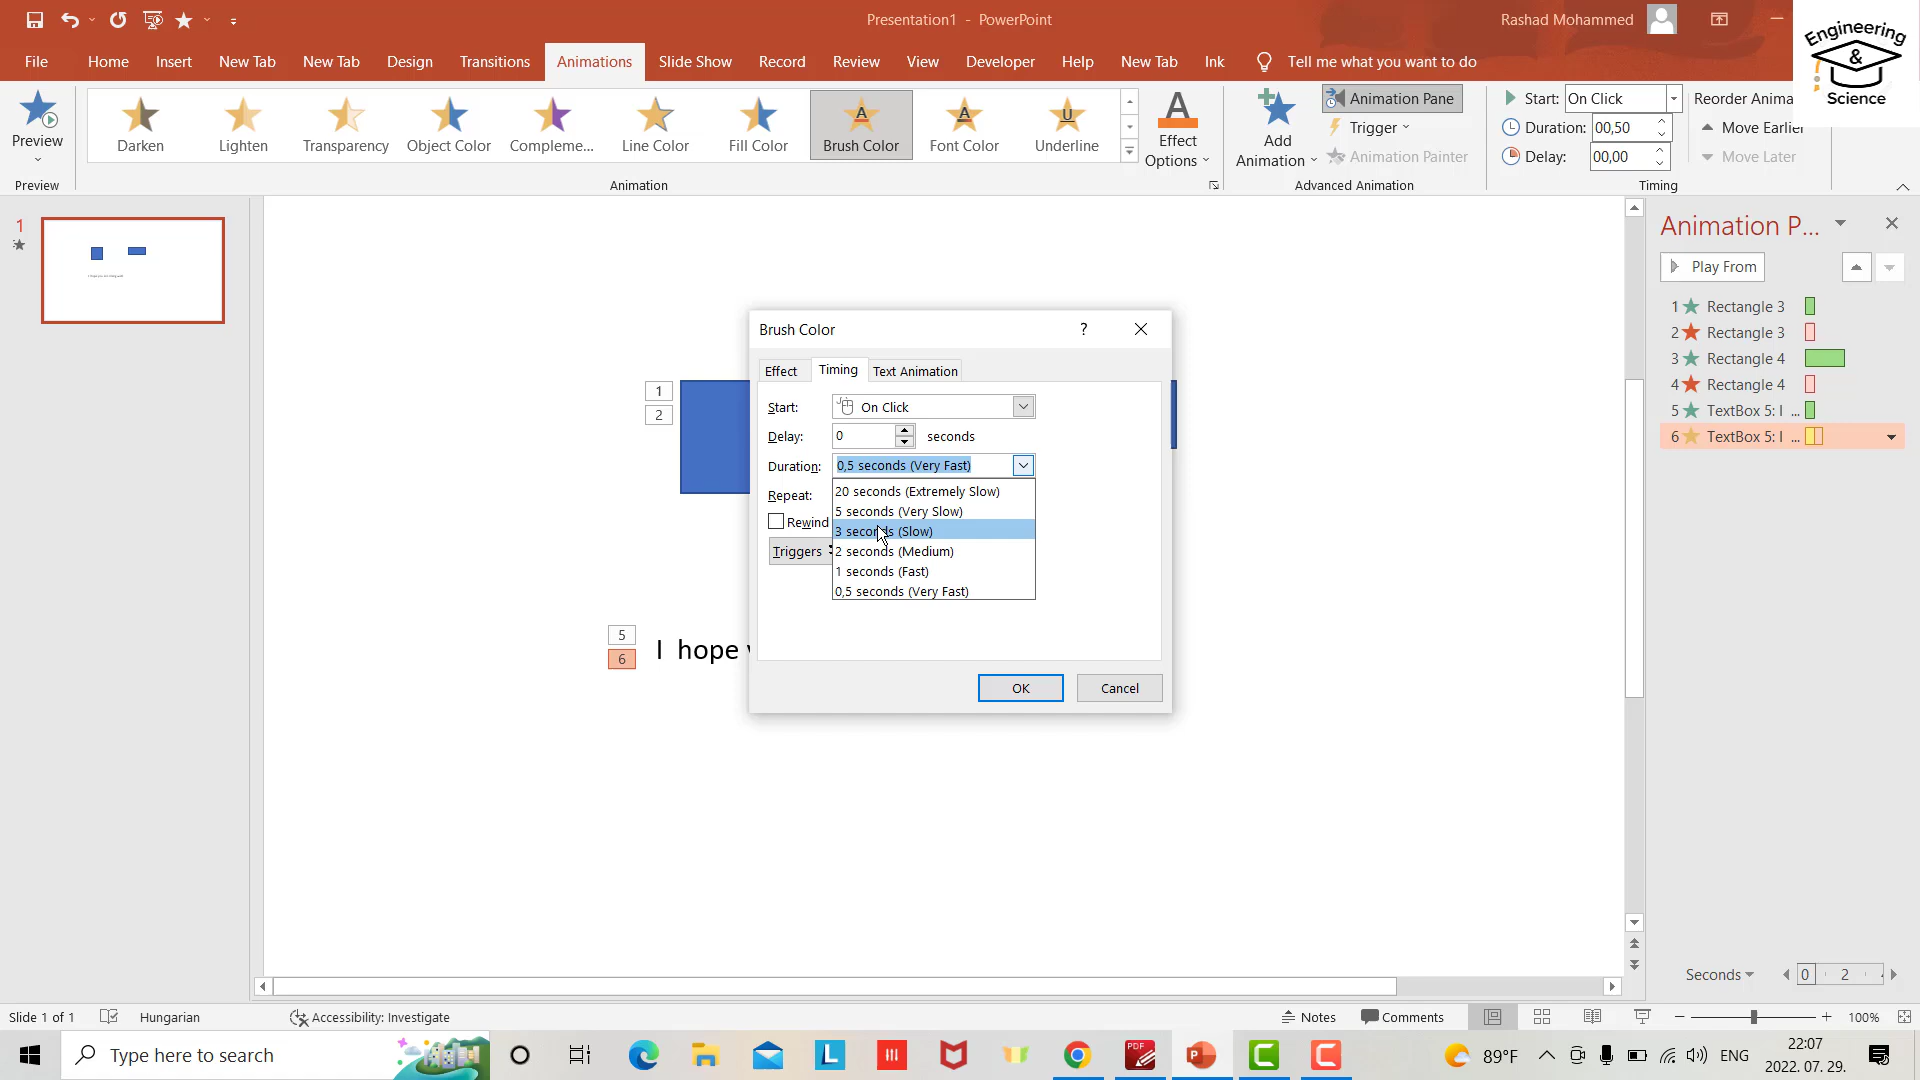 Presentation1 - PowerPoint
Rashad Mohammed
Engineering
&
Science
File Home Insert New Tab New Tab Design Transitions Animations Slide Show Record Review View Developer Help New Tab Ink Tell me what you want to do
Preview
Darken Lighten Transparency Object Color Compleme... Line Color Fill Color Brush Color Font Color Underline
Effect Options
Add Animation
Animation Pane
Trigger
Animation Painter
Start: On Click
Duration: 00,50
Delay: 00,00
Reorder Anima
Move Earlier
Move Later
Preview Animation Advanced Animation Timing
1
Animation P...
Play From
1 Rectangle 3
2 Rectangle 3
3 Rectangle 4
4 Rectangle 4
5 TextBox 5: I ...
6 TextBox 5: I ...
Seconds 0 2
1
2
5
6
I hope
Brush Color ?
Effect Timing Text Animation
Start: On Click
Delay: 0 seconds
Duration: 0,5 seconds (Very Fast)
Repeat:
Rewind
Triggers
20 seconds (Extremely Slow)
5 seconds (Very Slow)
3 seconds (Slow)
2 seconds (Medium)
1 seconds (Fast)
0,5 seconds (Very Fast)
OK Cancel
Slide 1 of 1 Hungarian Accessibility: Investigate Notes Comments 100%
Type here to search
L
PDF
P
C
C
89°F
ENG
22:07
2022. 07. 29.